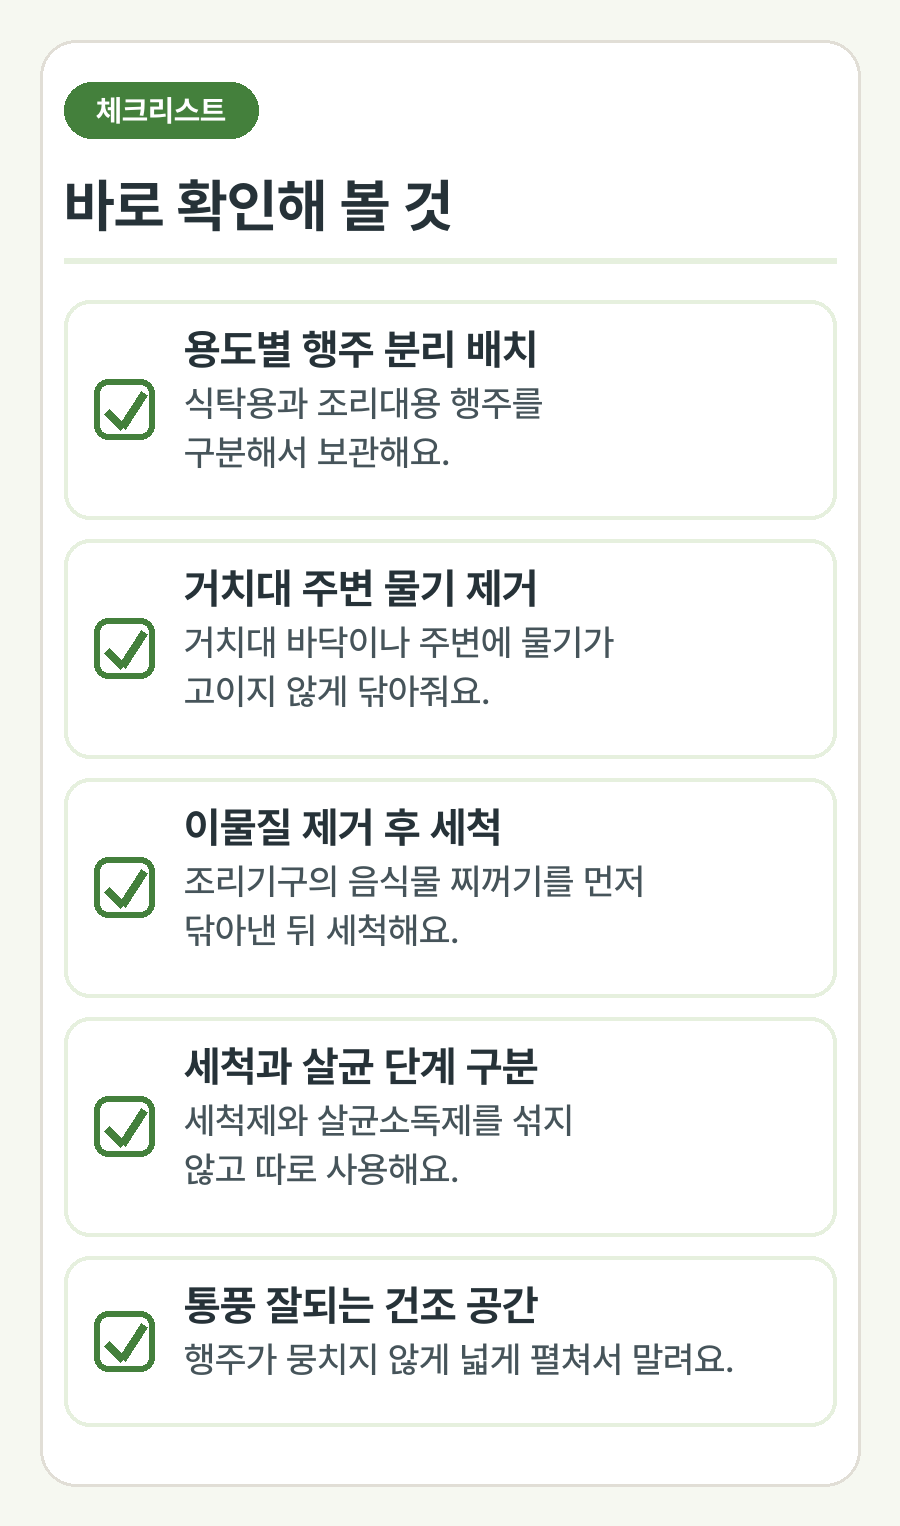 체크리스트
바로 확인해 볼 것
용도별 행주 분리 배치
식탁용과 조리대용 행주를
구분해서 보관해요.
거치대 주변 물기 제거
거치대 바닥이나 주변에 물기가
고이지 않게 닦아줘요.
이물질 제거 후 세척
조리기구의 음식물 찌꺼기를 먼저
닦아낸 뒤 세척해요.
세척과 살균 단계 구분
세척제와 살균소독제를 섞지
않고 따로 사용해요.
통풍 잘되는 건조 공간
행주가 뭉치지 않게 넓게 펼쳐서 말려요.